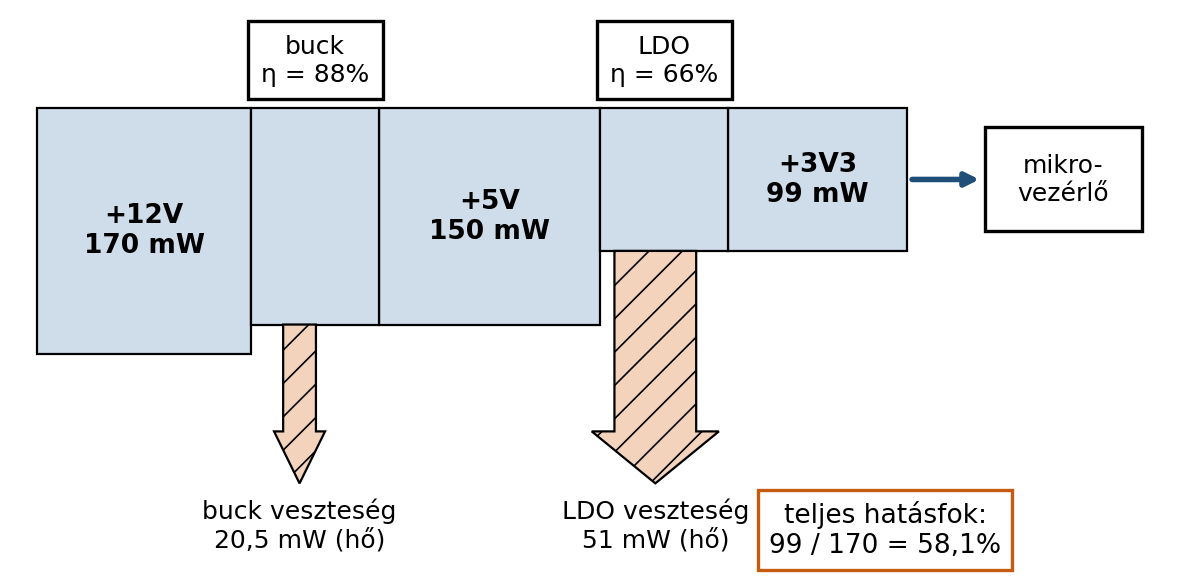 buck
η = 88%
LDO
η = 66%
+12V
170 mW
+5V
150 mW
+3V3
99 mW
mikro-
vezérlő
buck veszteség
20,5 mW (hő)
LDO veszteség
51 mW (hő)
teljes hatásfok:
99 / 170 = 58,1%